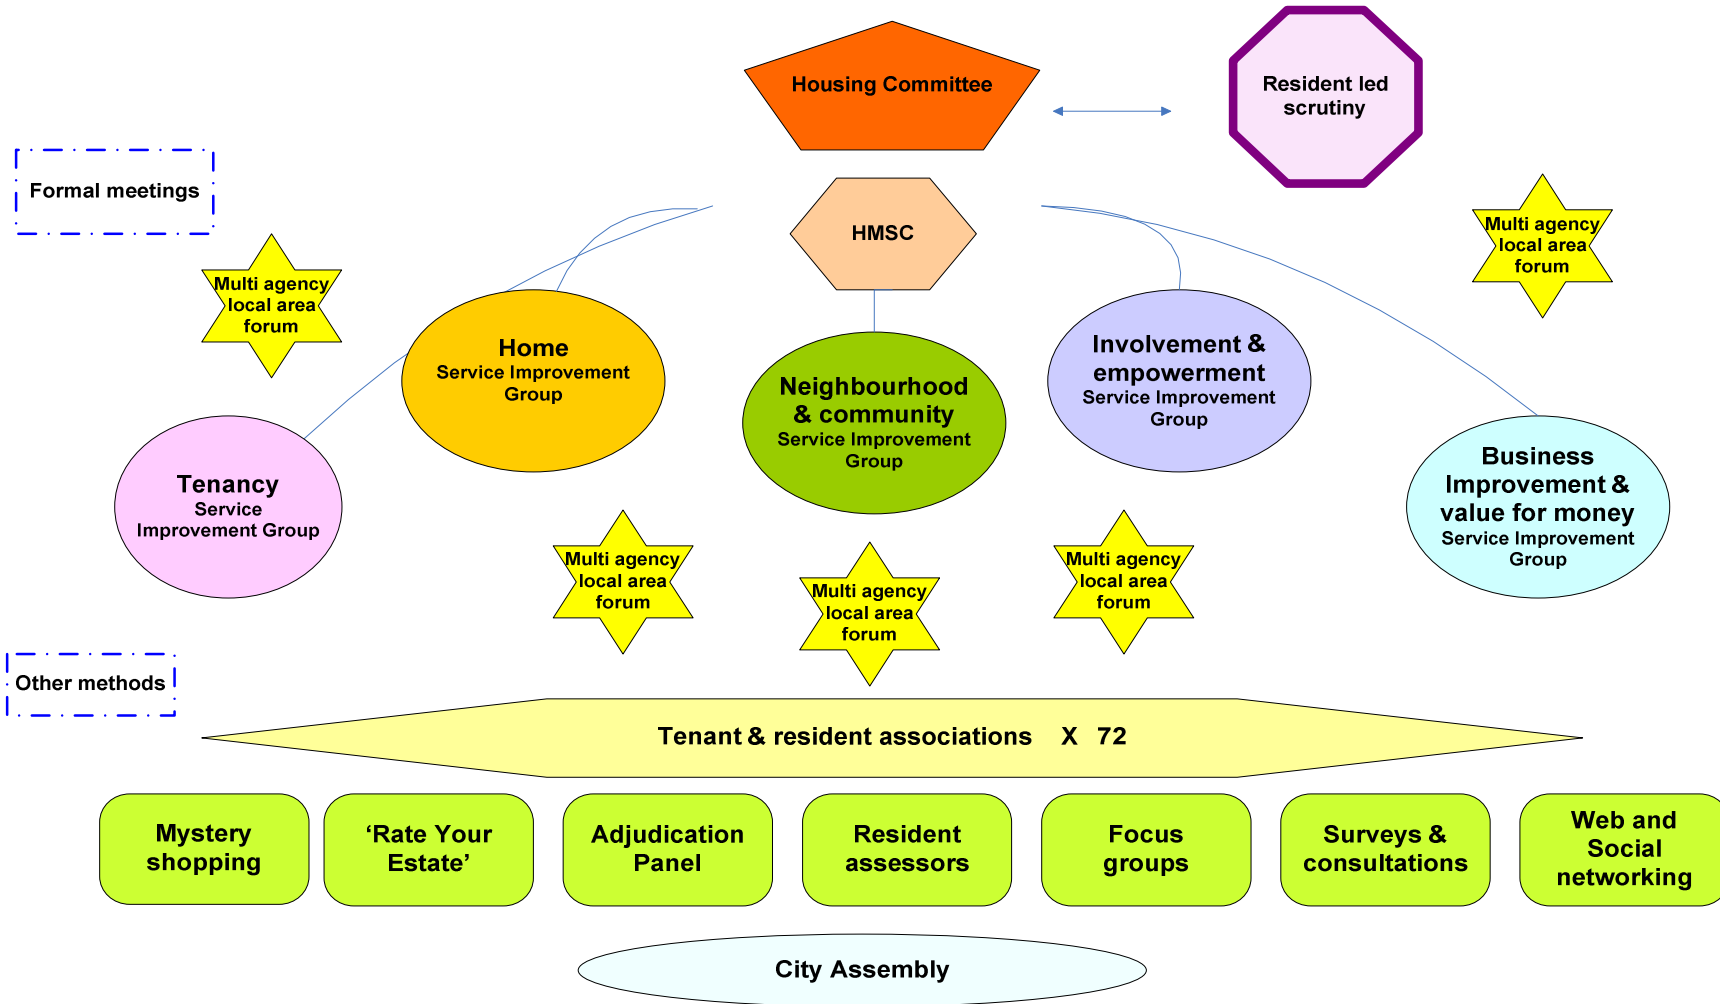 Housing Committee
Resident led
scrutiny
Formal meetings
HMSC
Multi agency
local area
forum
Multi agency
local area
forum
Home
Service Improvement
Group
Neighbourhood
& community
Service Improvement
Group
Involvement &
empowerment
Service Improvement
Group
Tenancy
Service
Improvement Group
Business
Improvement &
value for money
Service Improvement
Group
Multi agency
local area
forum
Multi agency
local area
forum
Multi agency
local area
forum
Other methods
Tenant & resident associations X 72
Mystery
shopping
‘Rate Your
Estate’
Adjudication
Panel
Resident
assessors
Focus
groups
Surveys &
consultations
Web and
Social
networking
City Assembly